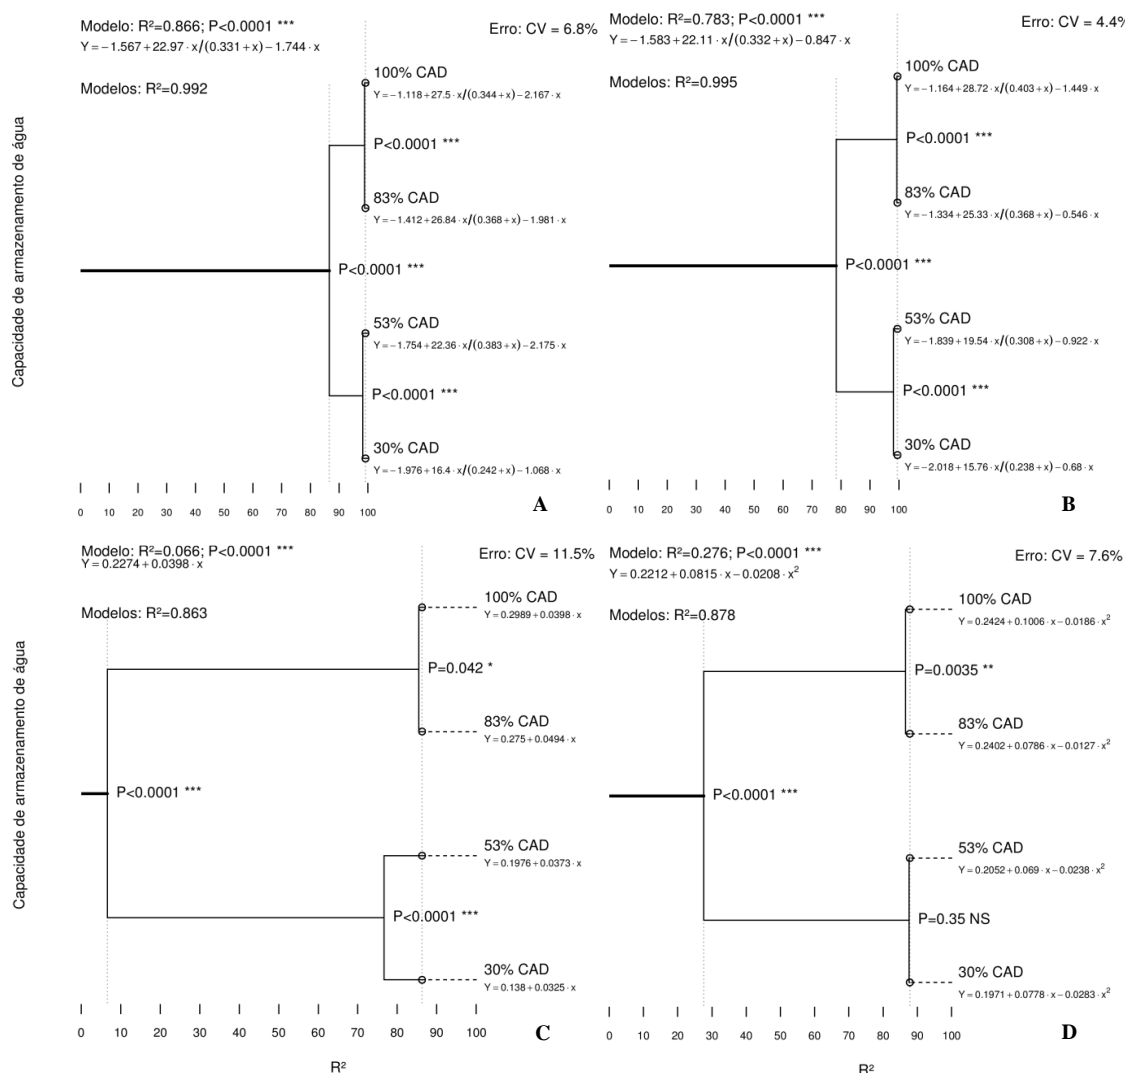 Capacidade de armazenamento de água
Modelo: R²=0.866; P<0.0001 ***
Y=−1.567+22.97·x/(0.331+x)−1.744·x
Erro: CV = 6.8%
Modelos: R²=0.992
100% CAD
Y=−1.118+27.5·x/(0.344+x)−2.167·x
P<0.0001 ***
83% CAD
Y=−1.412+26.84·x/(0.368+x)−1.981·x
P<0.0001 ***
53% CAD
Y=−1.754+22.36·x/(0.383+x)−2.175·x
P<0.0001 ***
30% CAD
Y=−1.976+16.4·x/(0.242+x)−1.068·x
0 10 20 30 40 50 60 70 80 90 100
A
Modelo: R²=0.783; P<0.0001 ***
Y=−1.583+22.11·x/(0.332+x)−0.847·x
Erro: CV = 4.4%
Modelos: R²=0.995
100% CAD
Y=−1.164+28.72·x/(0.403+x)−1.449·x
P<0.0001 ***
83% CAD
Y=−1.334+25.33·x/(0.368+x)−0.546·x
P<0.0001 ***
53% CAD
Y=−1.839+19.54·x/(0.308+x)−0.922·x
P<0.0001 ***
30% CAD
Y=−2.018+15.76·x/(0.238+x)−0.68·x
0 10 20 30 40 50 60 70 80 90 100
B
Capacidade de armazenamento de água
Modelo: R²=0.066; P<0.0001 ***
Y=0.2274+0.0398·x
Erro: CV = 11.5%
Modelos: R²=0.863
100% CAD
Y=0.2989+0.0398·x
P=0.042 *
83% CAD
Y=0.275+0.0494·x
P<0.0001 ***
53% CAD
Y=0.1976+0.0373·x
P<0.0001 ***
30% CAD
Y=0.138+0.0325·x
0 10 20 30 40 50 60 70 80 90 100
C
R²
Modelo: R²=0.276; P<0.0001 ***
Y=0.2212+0.0815·x−0.0208·x²
Erro: CV = 7.6%
Modelos: R²=0.878
100% CAD
Y=0.2424+0.1006·x−0.0186·x²
P=0.0035 **
83% CAD
Y=0.2402+0.0786·x−0.0127·x²
P<0.0001 ***
53% CAD
Y=0.2052+0.069·x−0.0238·x²
P=0.35 NS
30% CAD
Y=0.1971+0.0778·x−0.0283·x²
0 10 20 30 40 50 60 70 80 90 100
D
R²